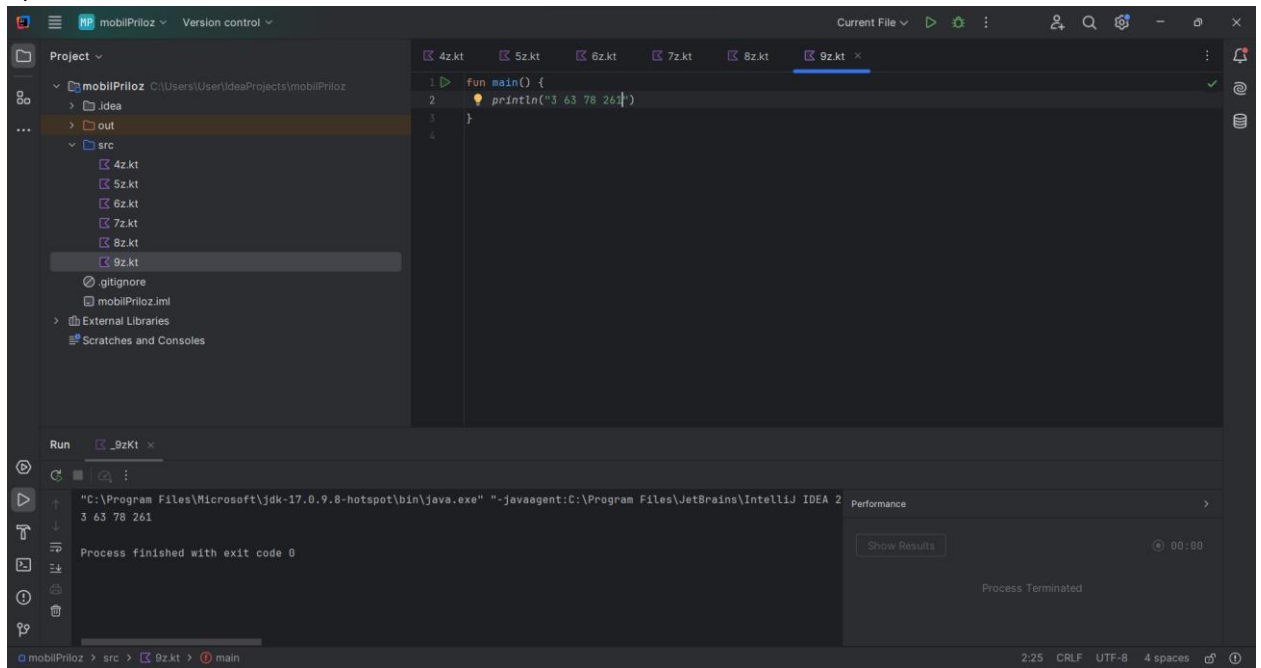 MP mobilPriloz Version control Current File
Project
4z.kt 5z.kt 6z.kt 7z.kt 8z.kt 9z.kt
mobilPriloz C:\Users\User\IdeaProjects\mobilPriloz
.idea
out
src
4z.kt
5z.kt
6z.kt
7z.kt
8z.kt
9z.kt
.gitignore
mobilPriloz.iml
External Libraries
Scratches and Consoles
1 fun main() {
2 println("3 63 78 261")
3 }
4
Run _9zKt
"C:\Program Files\Microsoft\jdk-17.0.9.8-hotspot\bin\java.exe" "-javaagent:C:\Program Files\JetBrains\IntelliJ IDEA 2
3 63 78 261
Process finished with exit code 0
Performance
Show Results 00:00
Process Terminated
mobilPriloz > src > 9z.kt > main 2:25 CRLF UTF-8 4 spaces